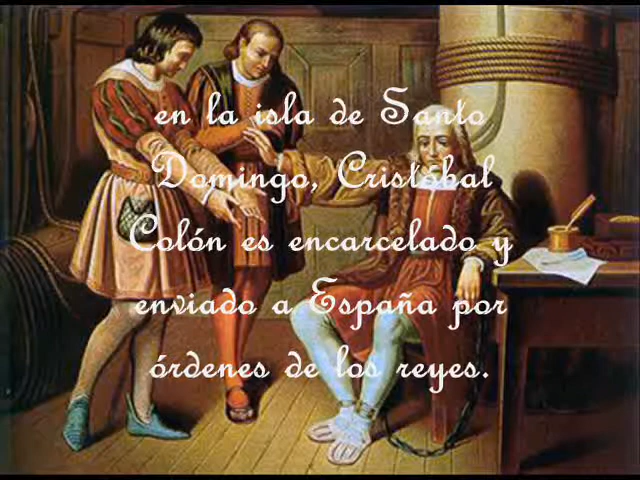 en la isla de Santo
Domingo, Cristóbal
Colón es encarcelado y
enviado a España por
órdenes de los reyes.